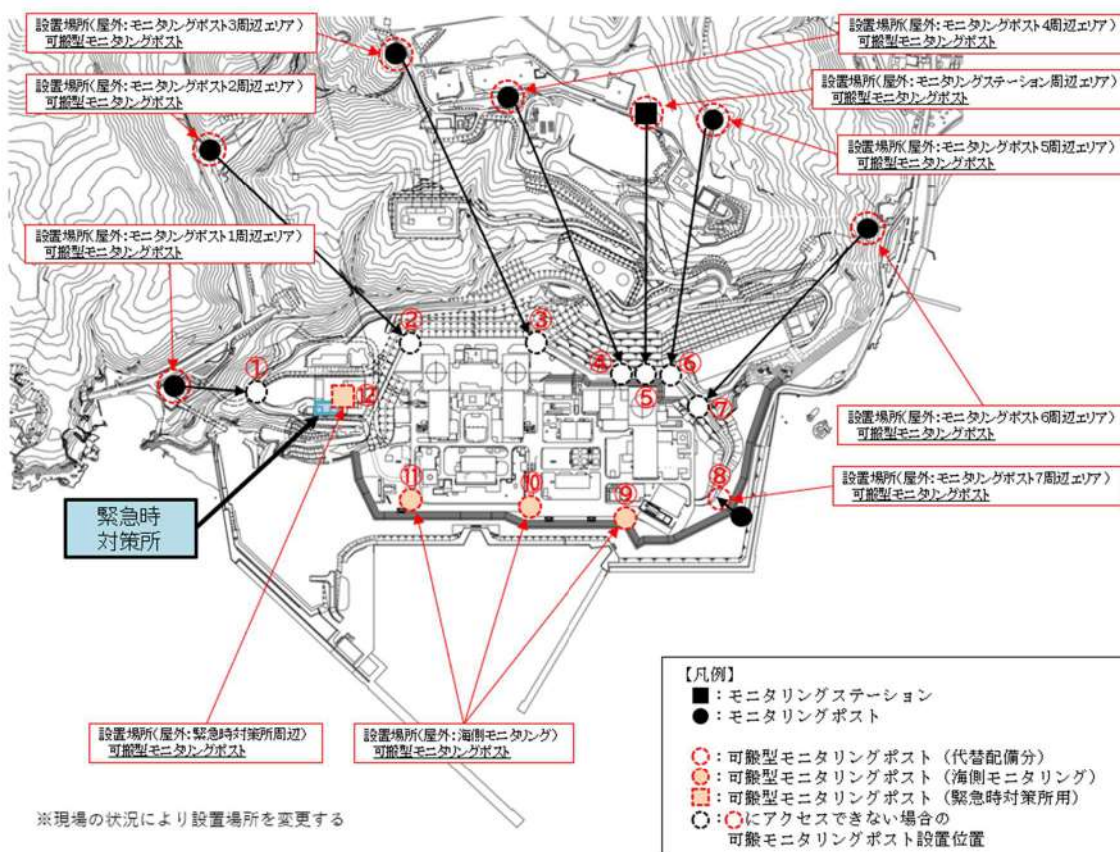 設置場所(屋外:モニタリングポスト3周辺エリア)
可搬型モニタリングポスト
設置場所(屋外:モニタリングポスト2周辺エリア)
可搬型モニタリングポスト
設置場所(屋外:モニタリングポスト1周辺エリア)
可搬型モニタリングポスト
設置場所(屋外:モニタリングポスト4周辺エリア)
可搬型モニタリングポスト
設置場所(屋外:モニタリングステーション周辺エリア)
可搬型モニタリングポスト
設置場所(屋外:モニタリングポスト5周辺エリア)
可搬型モニタリングポスト
設置場所(屋外:モニタリングポスト6周辺エリア)
可搬型モニタリングポスト
設置場所(屋外:モニタリングポスト7周辺エリア)
可搬型モニタリングポスト
①
②
③
④
⑤
⑥
⑦
⑧
⑨
⑩
⑪
⑫
緊急時
対策所
設置場所(屋外:緊急時対策所周辺)
可搬型モニタリングポスト
設置場所(屋外:海側モニタリング)
可搬型モニタリングポスト
※現場の状況により設置場所を変更する
【凡例】
■:モニタリングステーション
●:モニタリングポスト
:可搬型モニタリングポスト(代替配備分)
:可搬型モニタリングポスト(海側モニタリング)
:可搬型モニタリングポスト(緊急時対策所用)
:にアクセスできない場合の
可搬モニタリングポスト設置位置